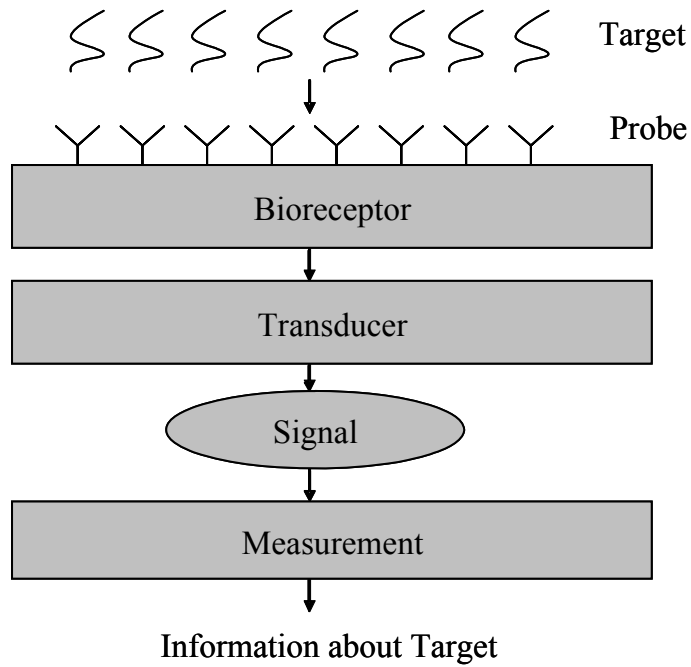 Target
Probe
Bioreceptor
Transducer
Signal
Measurement
Information about Target